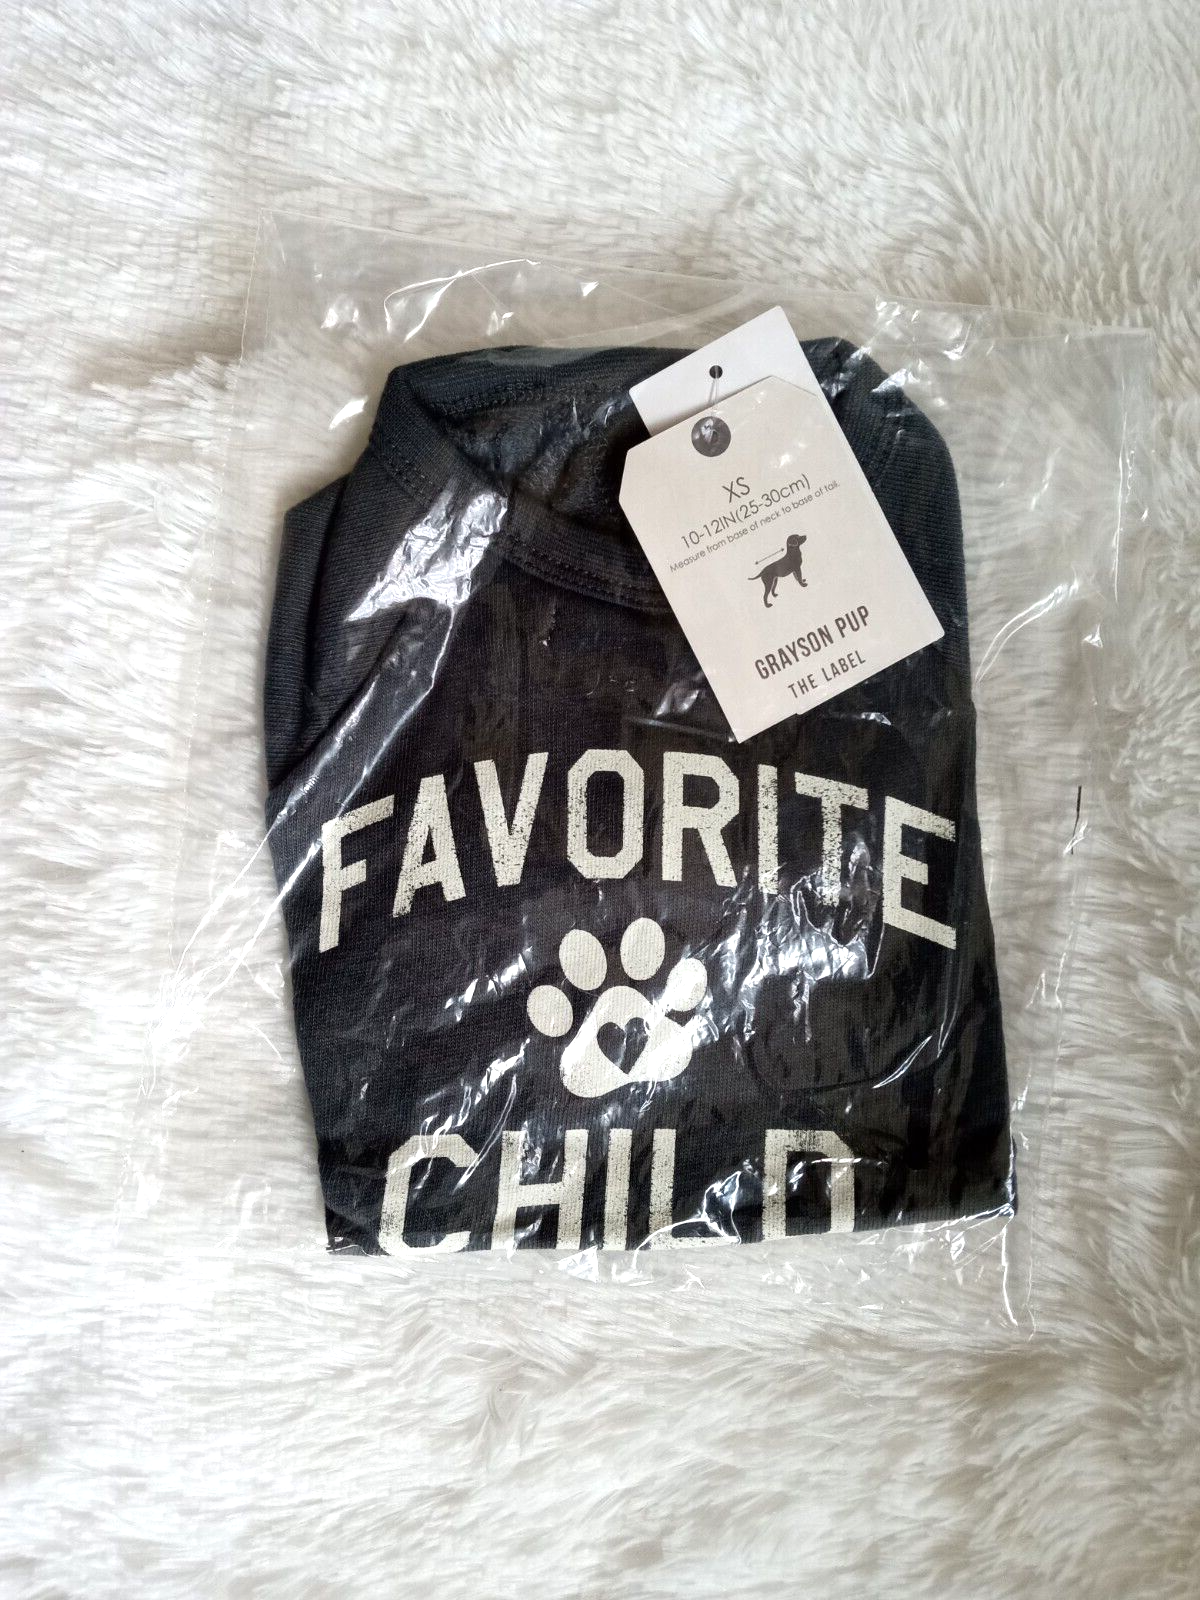 XS
10-12IN(25-30cm)
Measure from base of neck to base of tail.
GRAYSON PUP
THE LABEL
FAVORITE
CHILD